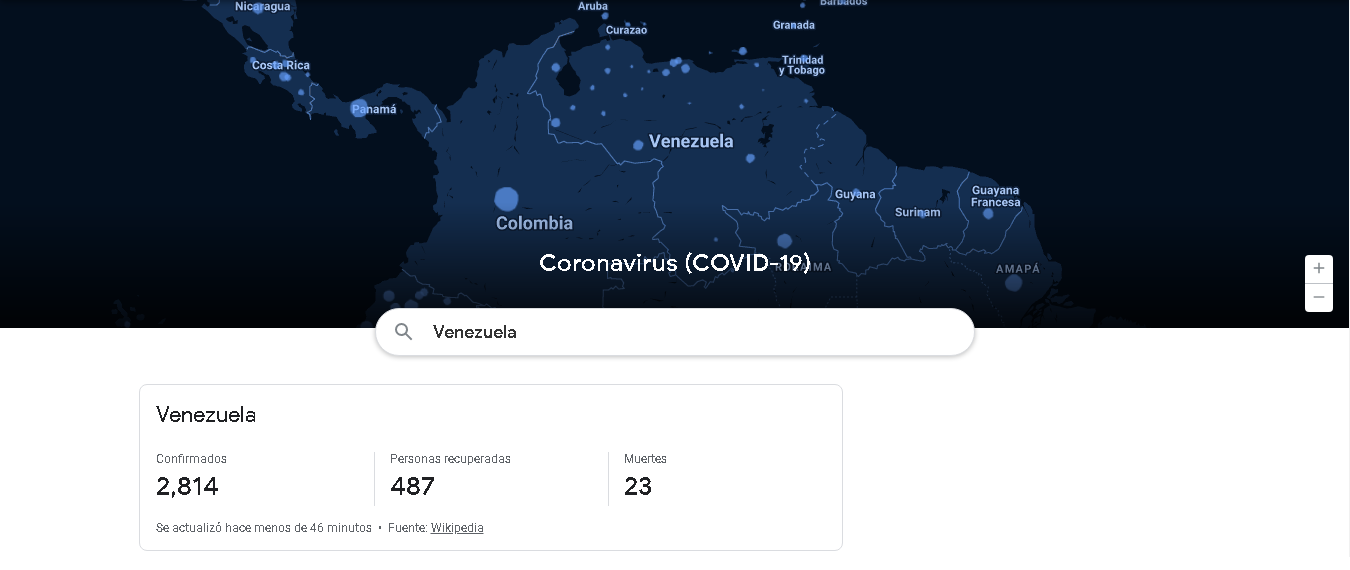 Nicaragua
Aruba
Barbados
Curazao
Granada
Costa Rica
Trinidad
y Tobago
Panamá
Venezuela
Guyana
Guayana
Francesa
Surinam
Colombia
Coronavirus (COVID-19)
AMAPÁ
+
−
Venezuela
Venezuela
Confirmados
2,814
Personas recuperadas
487
Muertes
23
Se actualizó hace menos de 46 minutos • Fuente: Wikipedia